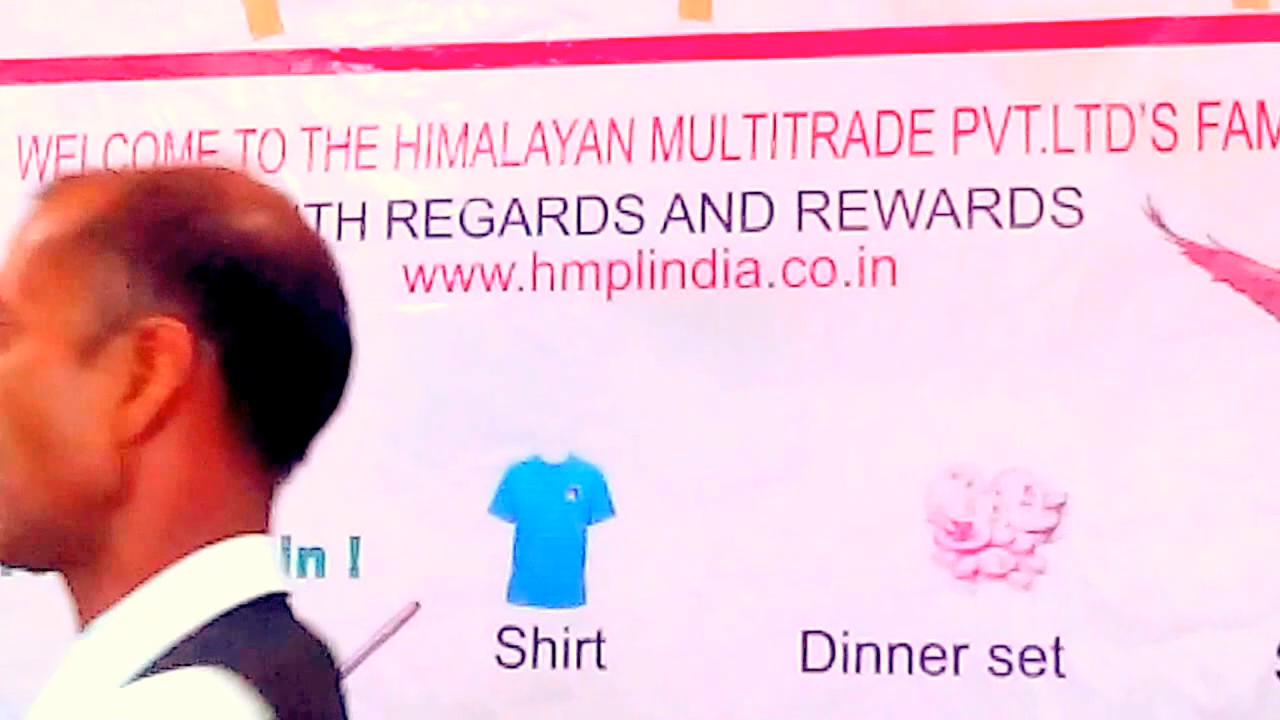 WELCOME TO THE HIMALAYAN MULTITRADE PVT.LTD'S FAM
TH REGARDS AND REWARDS
www.hmplindia.co.in
In !
Shirt
Dinner set